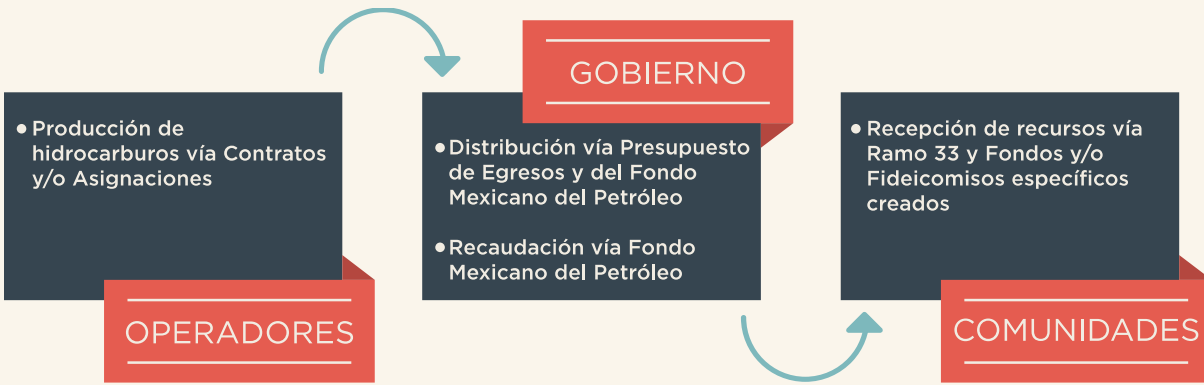 • Producción de
hidrocarburos vía Contratos
y/o Asignaciones
OPERADORES
GOBIERNO
• Distribución vía Presupuesto
de Egresos y del Fondo
Mexicano del Petróleo
• Recaudación vía Fondo
Mexicano del Petróleo
• Recepción de recursos vía
Ramo 33 y Fondos y/o
Fideicomisos específicos
creados
COMUNIDADES